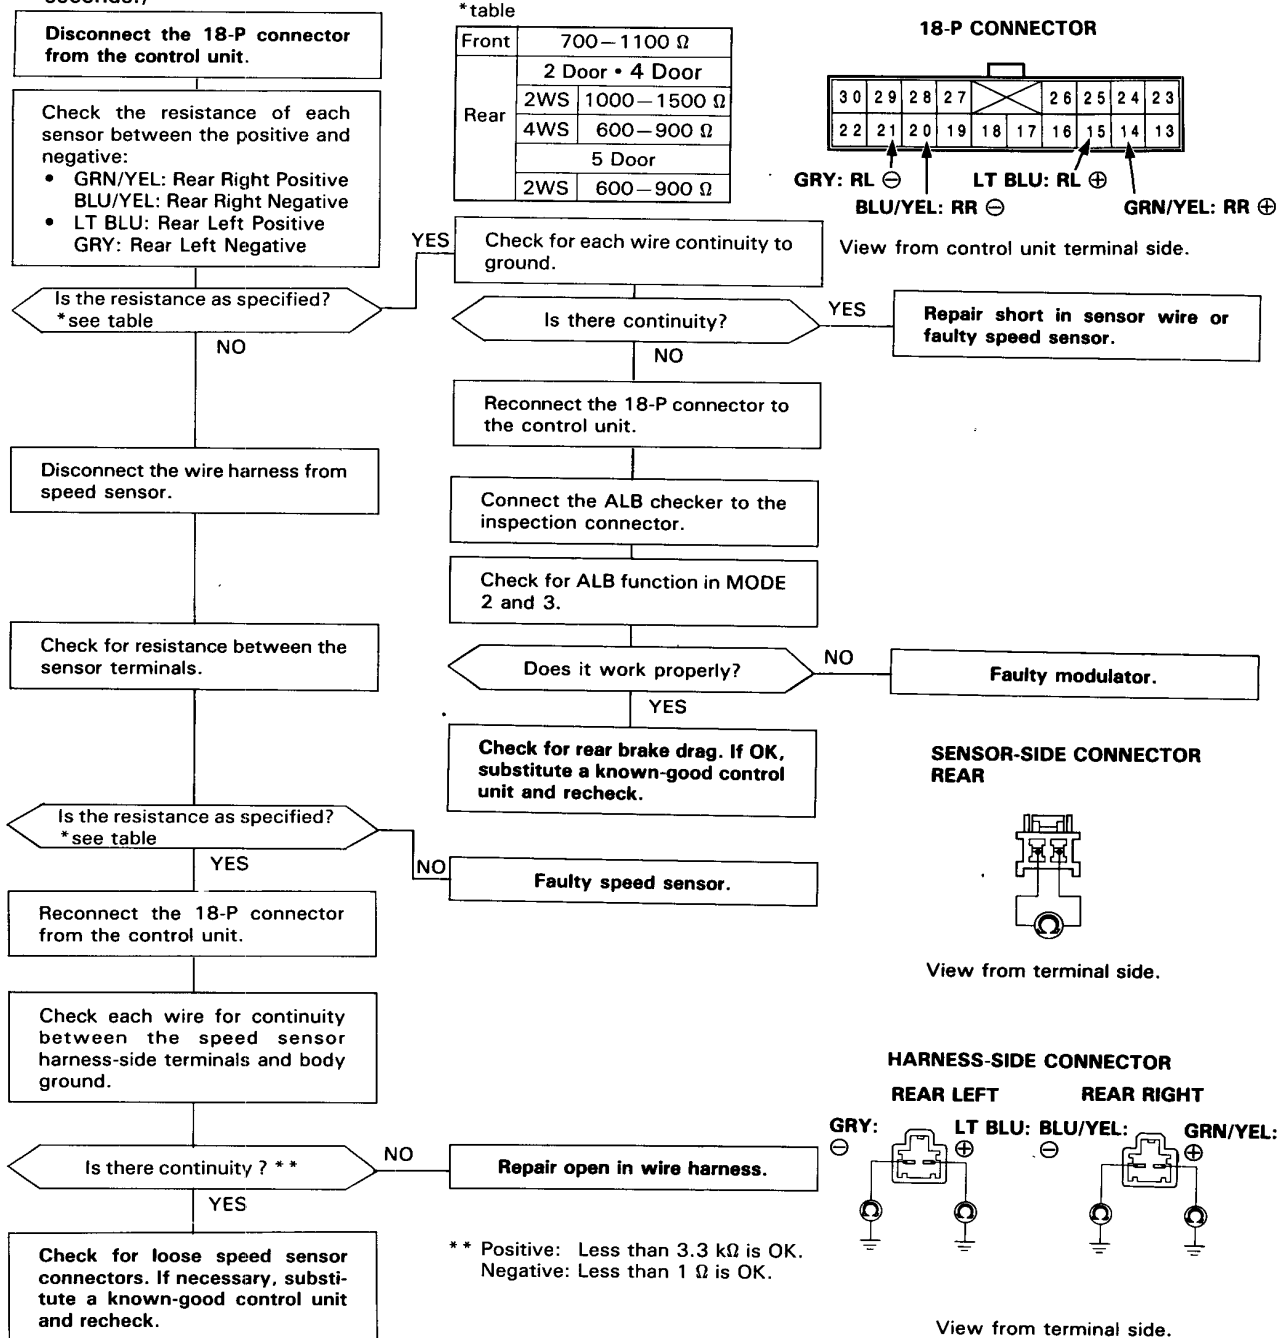 Disconnect the 18-P connector
from the control unit.
Check the resistance of each
sensor between the positive and
negative:
• GRN/YEL: Rear Right Positive
BLU/YEL: Rear Right Negative
• LT BLU: Rear Left Positive
GRY: Rear Left Negative
Is the resistance as specified?
*see table
YES
NO
*table
Front 700—1100 Ω
Rear
2 Door • 4 Door
2WS 1000—1500 Ω
4WS 600—900 Ω
5 Door
2WS 600—900 Ω
18-P CONNECTOR
30 29 28 27 26 25 24 23
22 21 20 19 18 17 16 15 14 13
GRY: RL ⊖ LT BLU: RL ⊕
BLU/YEL: RR ⊖ GRN/YEL: RR ⊕
View from control unit terminal side.
Check for each wire continuity to
ground.
Is there continuity?
YES
Repair short in sensor wire or
faulty speed sensor.
NO
Reconnect the 18-P connector to
the control unit.
Connect the ALB checker to the
inspection connector.
Check for ALB function in MODE
2 and 3.
Does it work properly?
NO
Faulty modulator.
YES
Check for rear brake drag. If OK,
substitute a known-good control
unit and recheck.
Disconnect the wire harness from
speed sensor.
Check for resistance between the
sensor terminals.
Is the resistance as specified?
*see table
NO
Faulty speed sensor.
YES
Reconnect the 18-P connector
from the control unit.
Check each wire for continuity
between the speed sensor
harness-side terminals and body
ground.
Is there continuity ? **
NO
Repair open in wire harness.
YES
Check for loose speed sensor
connectors. If necessary, substi-
tute a known-good control unit
and recheck.
** Positive: Less than 3.3 kΩ is OK.
Negative: Less than 1 Ω is OK.
SENSOR-SIDE CONNECTOR
REAR
Ω
View from terminal side.
HARNESS-SIDE CONNECTOR
REAR LEFT REAR RIGHT
GRY: LT BLU: BLU/YEL: GRN/YEL:
⊖ ⊕ ⊖ ⊕
Ω Ω Ω Ω
View from terminal side.